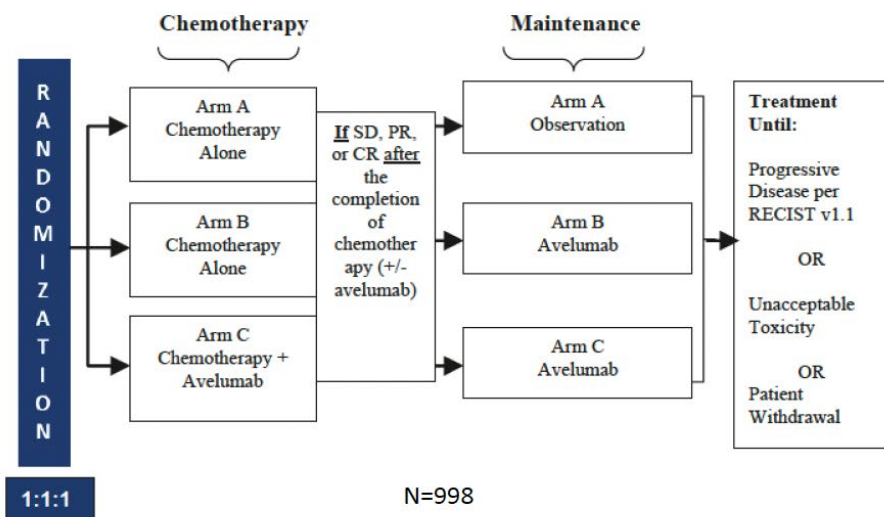 Chemotherapy
Maintenance
RANDOMIZATION
1:1:1
Arm A
Chemotherapy
Alone
Arm B
Chemotherapy
Alone
Arm C
Chemotherapy +
Avelumab
If SD, PR,
or CR after
the
completion
of
chemother
apy (+/-
avelumab)
Arm A
Observation
Arm B
Avelumab
Arm C
Avelumab
Treatment
Until:
Progressive
Disease per
RECIST v1.1
OR
Unacceptable
Toxicity
OR
Patient
Withdrawal
N=998